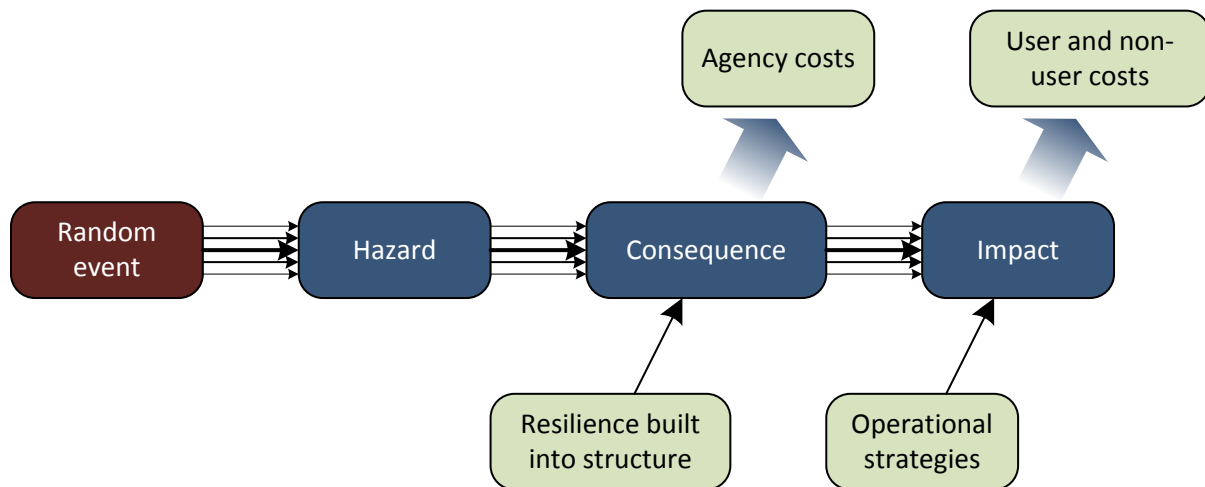 Agency costs
User and non-
user costs
Random
event
Hazard
Consequence
Impact
Resilience built
into structure
Operational
strategies